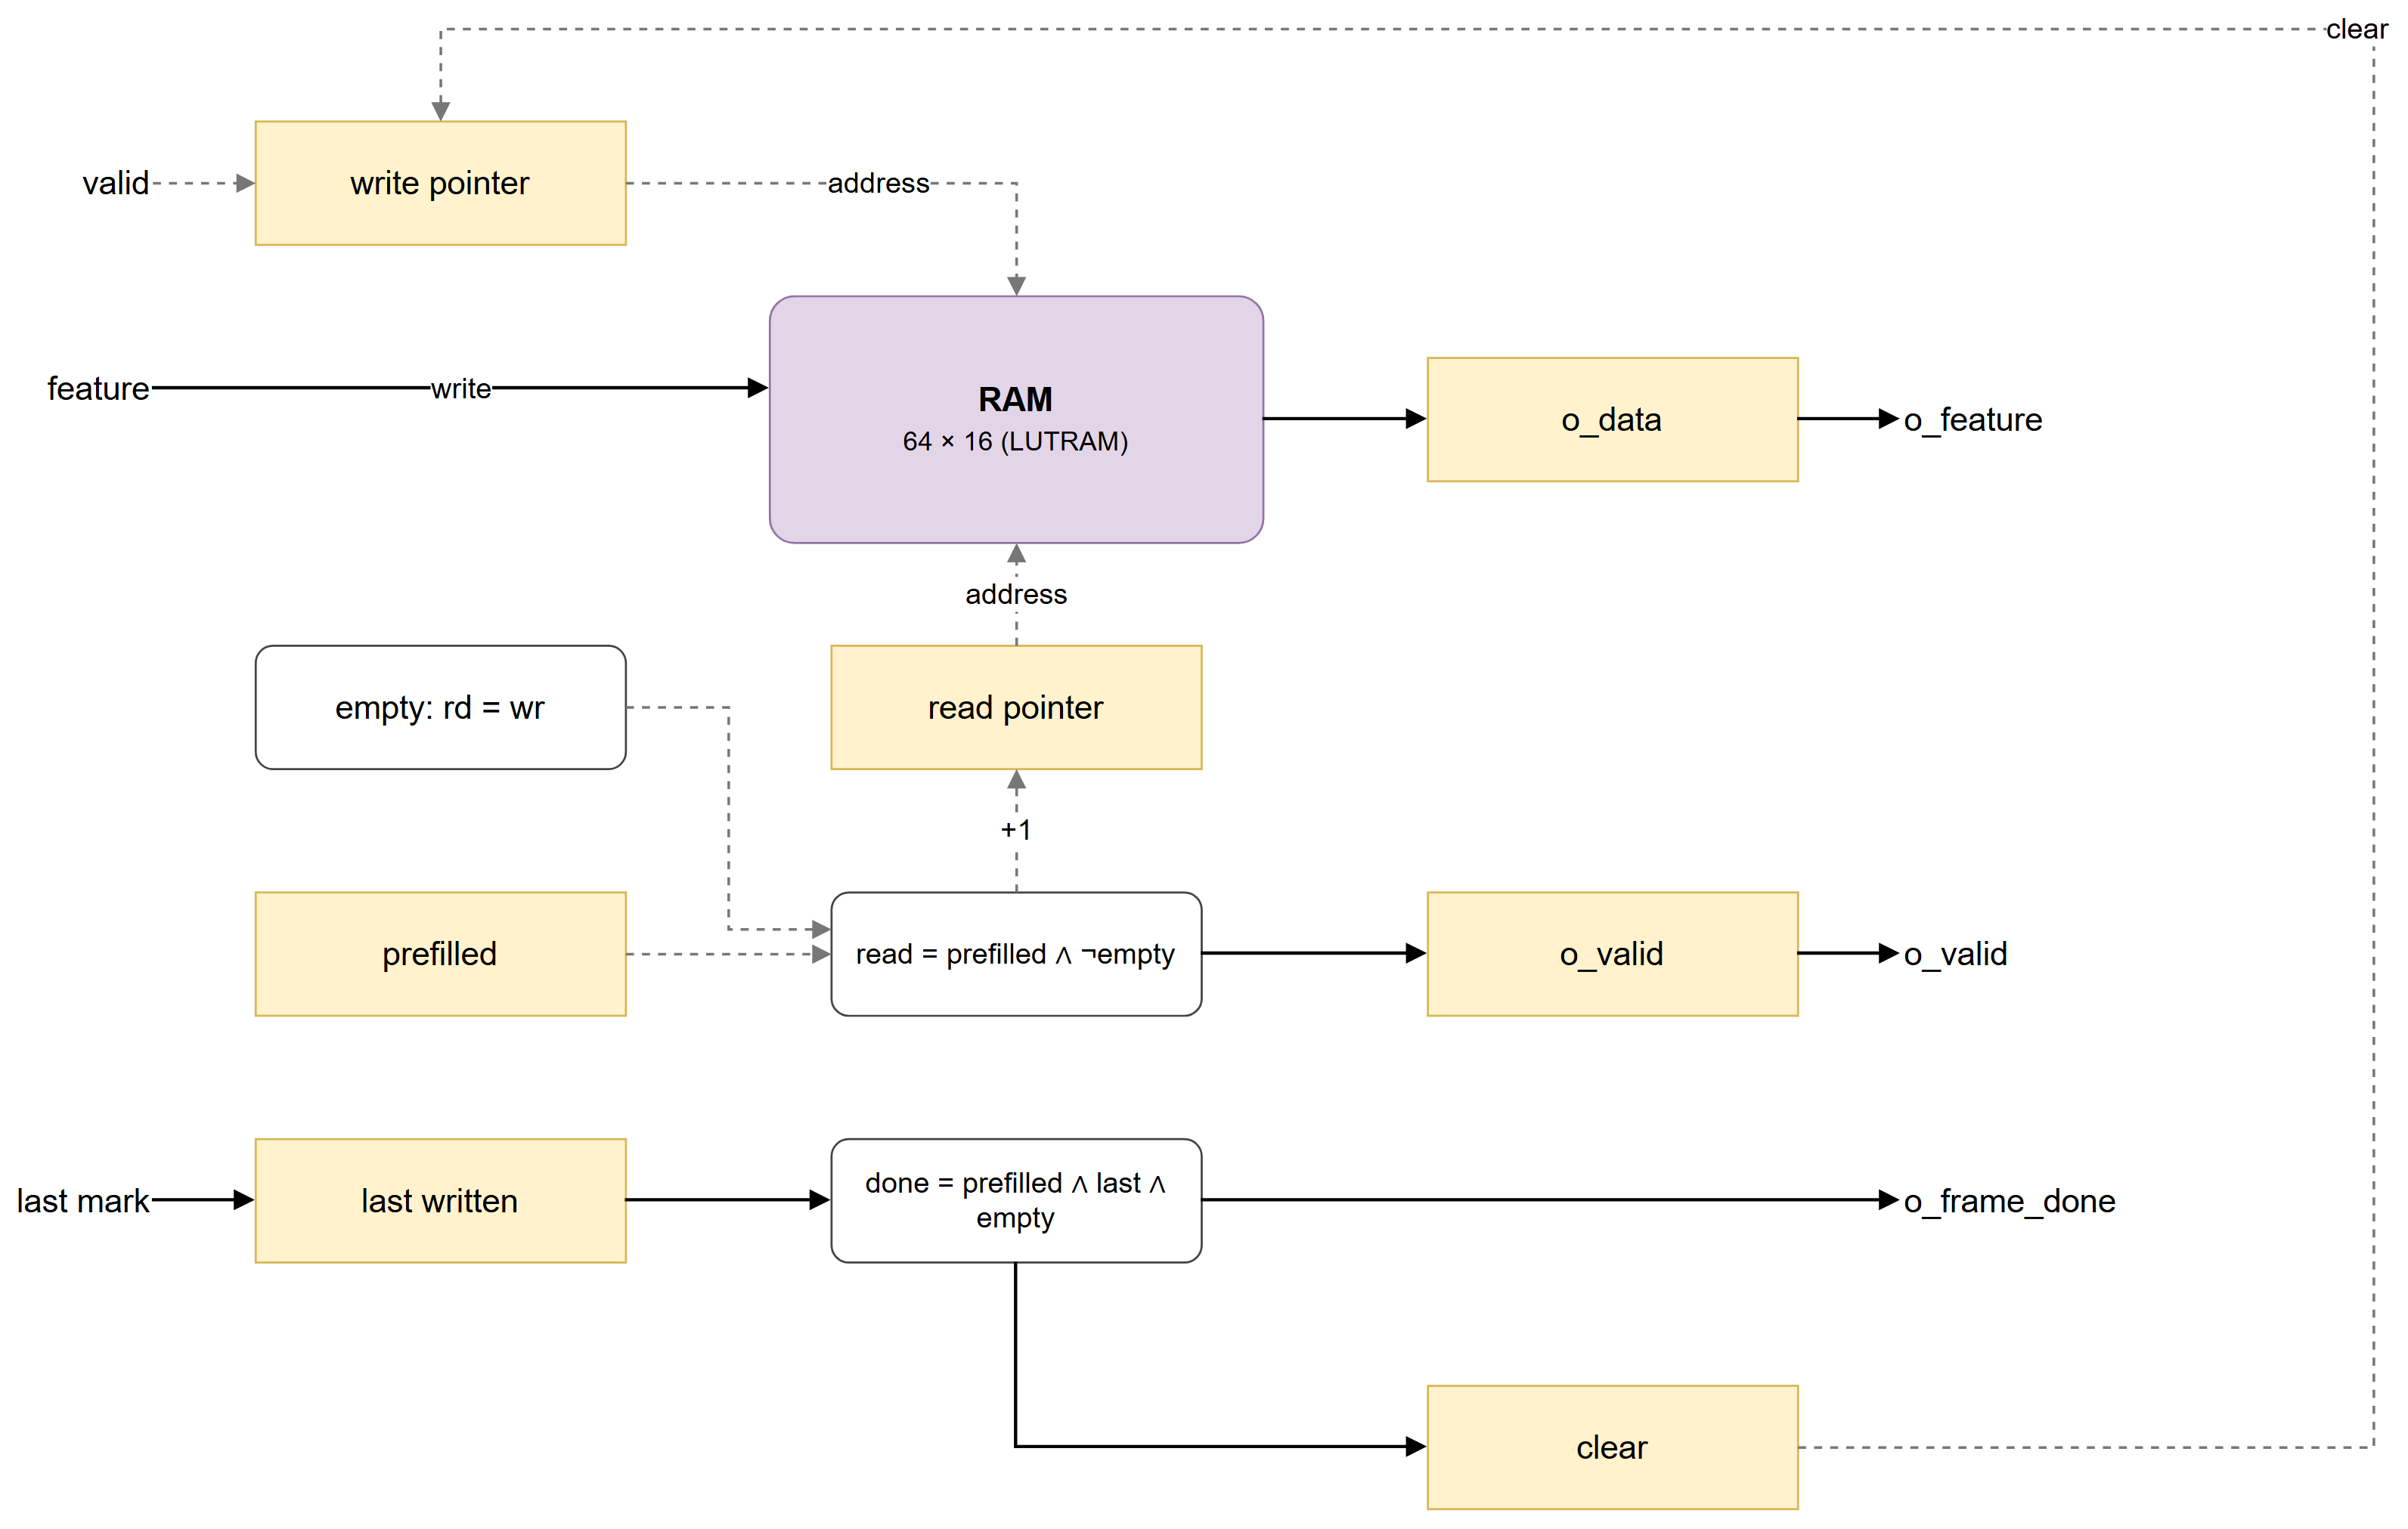 clear
valid
write pointer
address
feature
write
RAM
64 × 16 (LUTRAM)
o_data
o_feature
address
empty: rd = wr
read pointer
+1
prefilled
read = prefilled ∧ ¬empty
o_valid
o_valid
last mark
last written
done = prefilled ∧ last ∧
empty
o_frame_done
clear